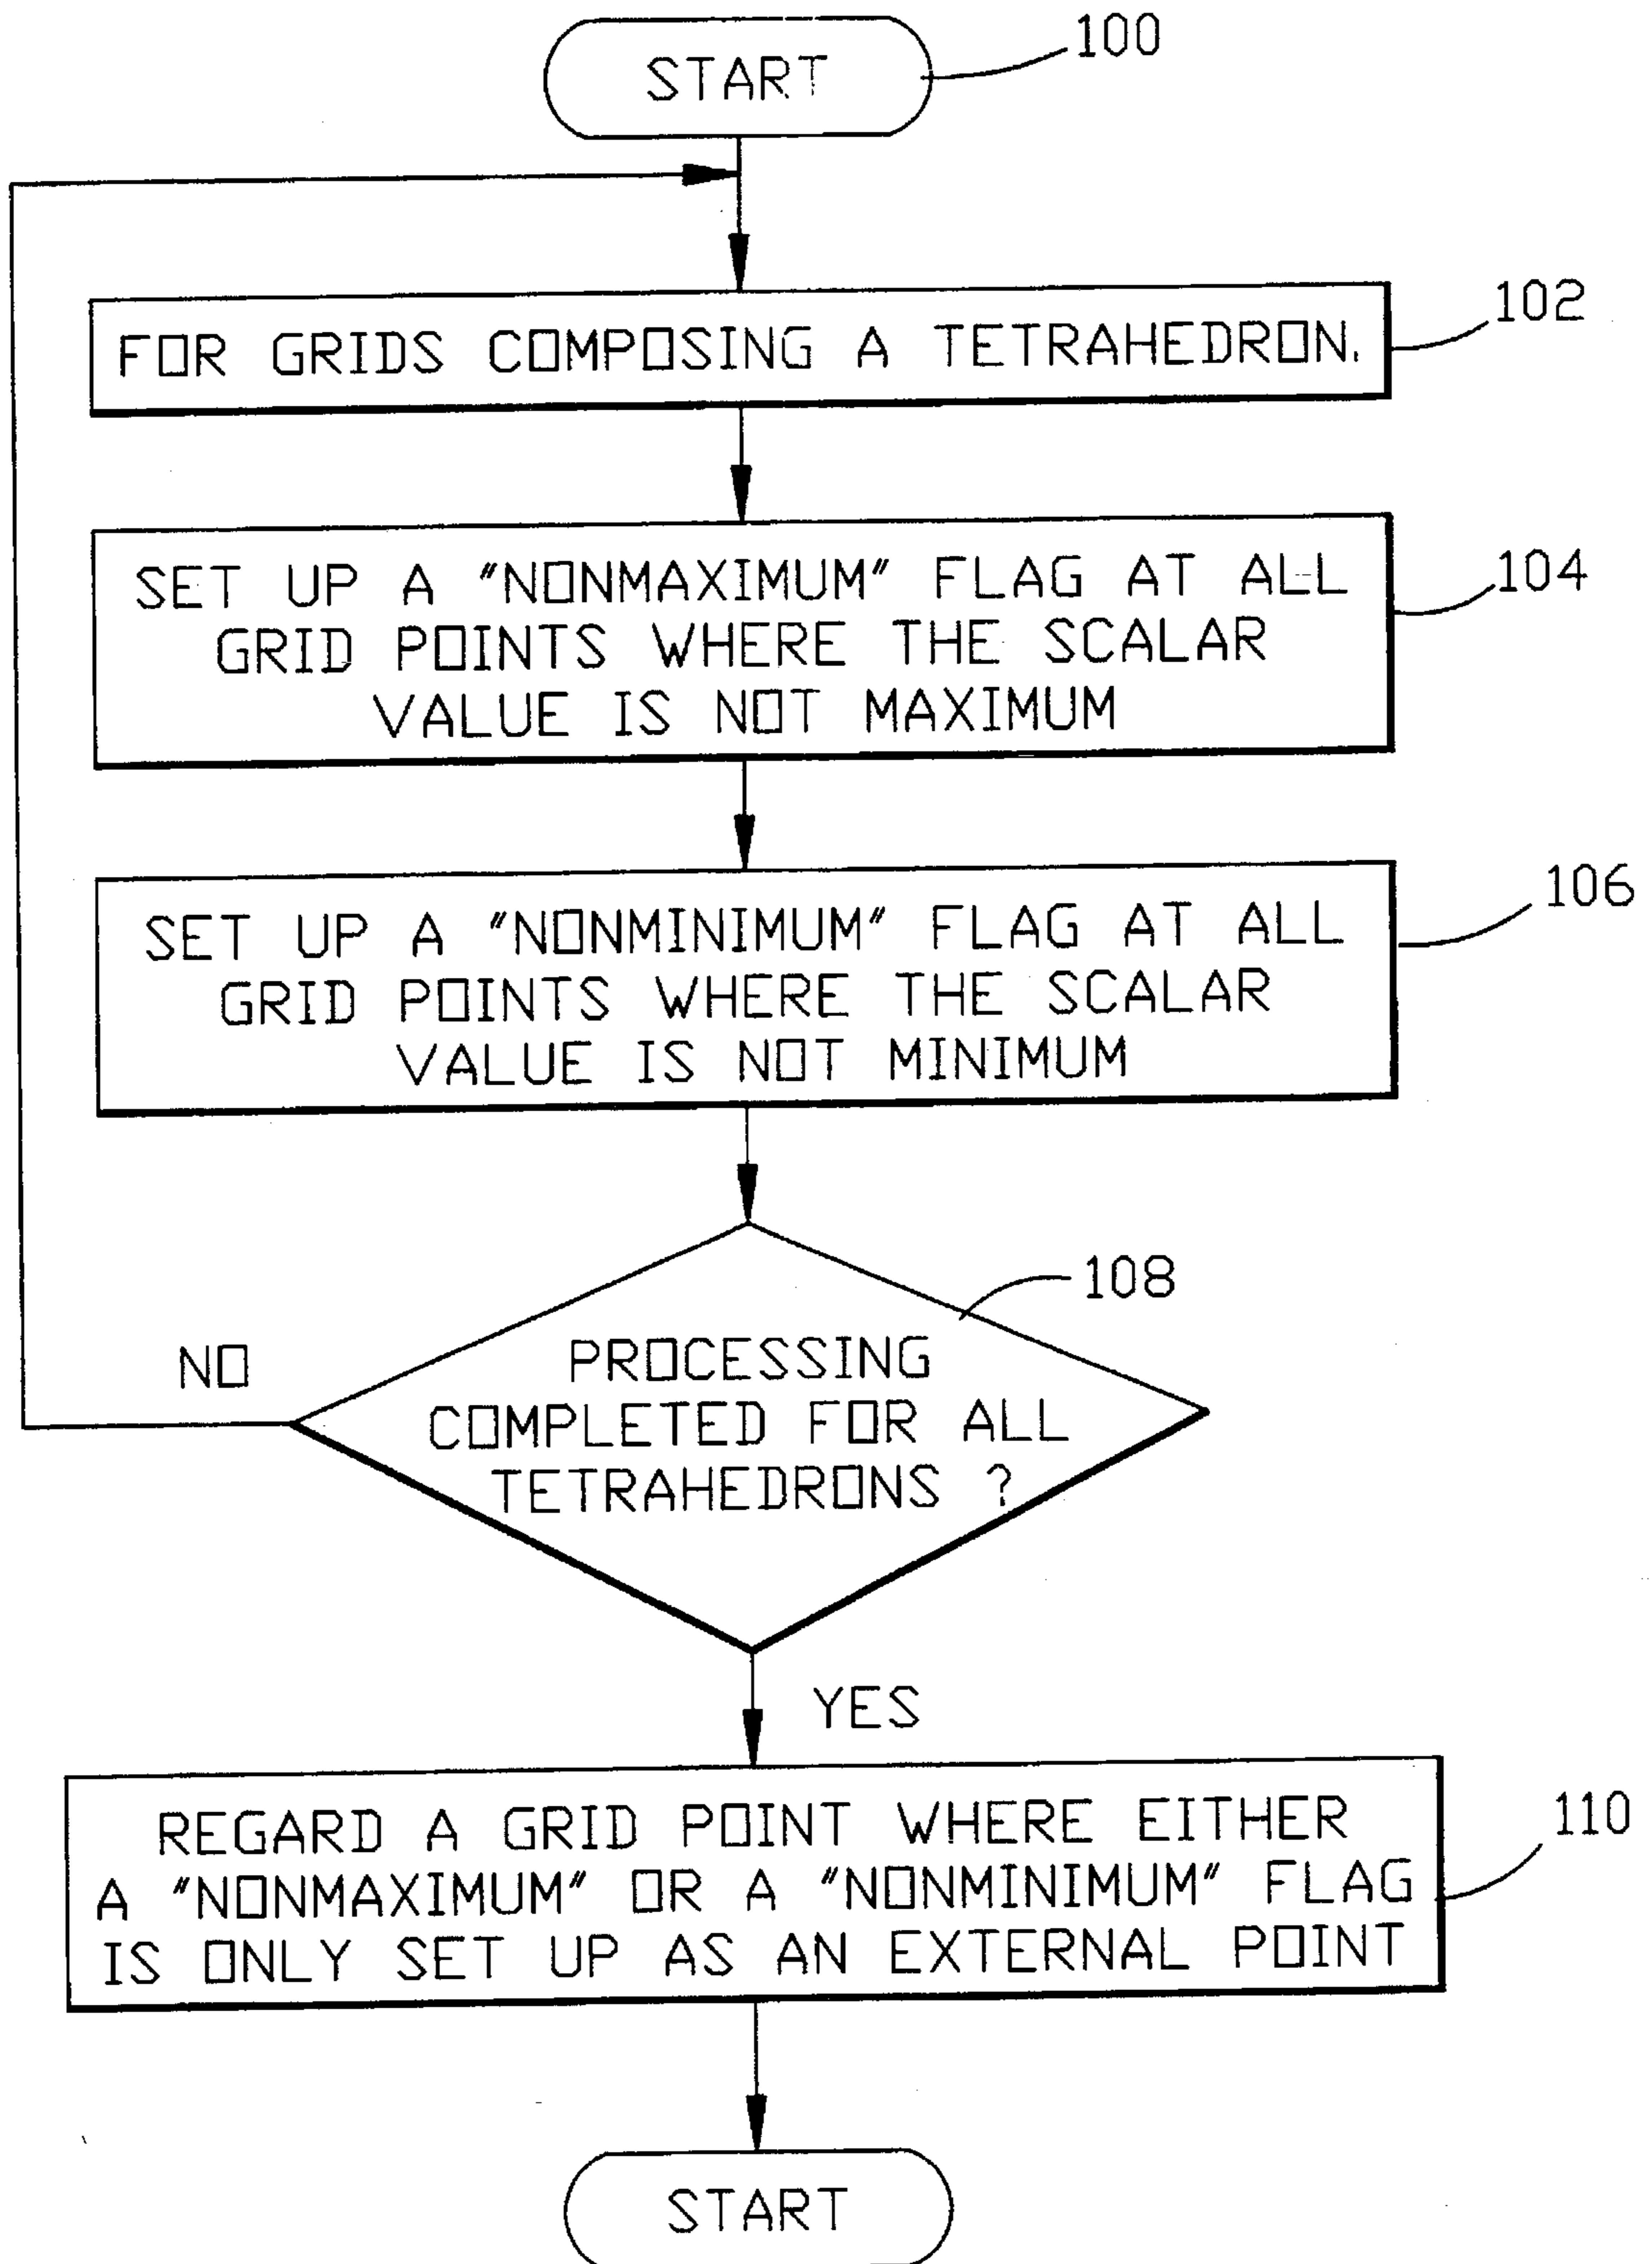 START
100
FOR GRIDS COMPOSING A TETRAHEDRON.
102
SET UP A "NONMAXIMUM" FLAG AT ALL
GRID POINTS WHERE THE SCALAR
VALUE IS NOT MAXIMUM
104
SET UP A "NONMINIMUM" FLAG AT ALL
GRID POINTS WHERE THE SCALAR
VALUE IS NOT MINIMUM
106
108
PROCESSING
COMPLETED FOR ALL
TETRAHEDRONS ?
NO
YES
REGARD A GRID POINT WHERE EITHER
A "NONMAXIMUM" OR A "NONMINIMUM" FLAG
IS ONLY SET UP AS AN EXTERNAL POINT
110
START